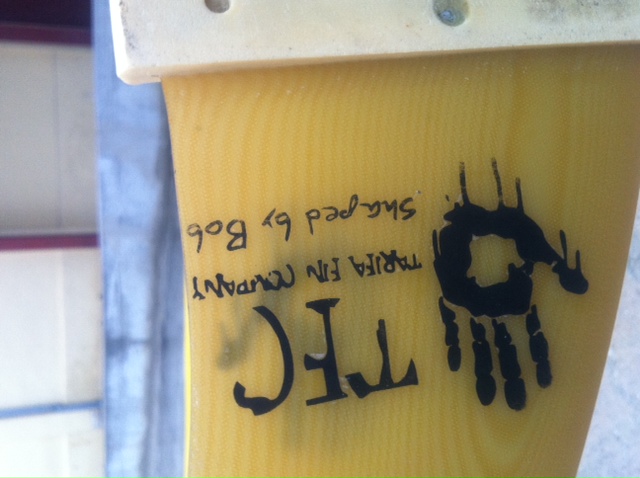 TFC
TARIFA FIN COMPANY
Shaped by Bob